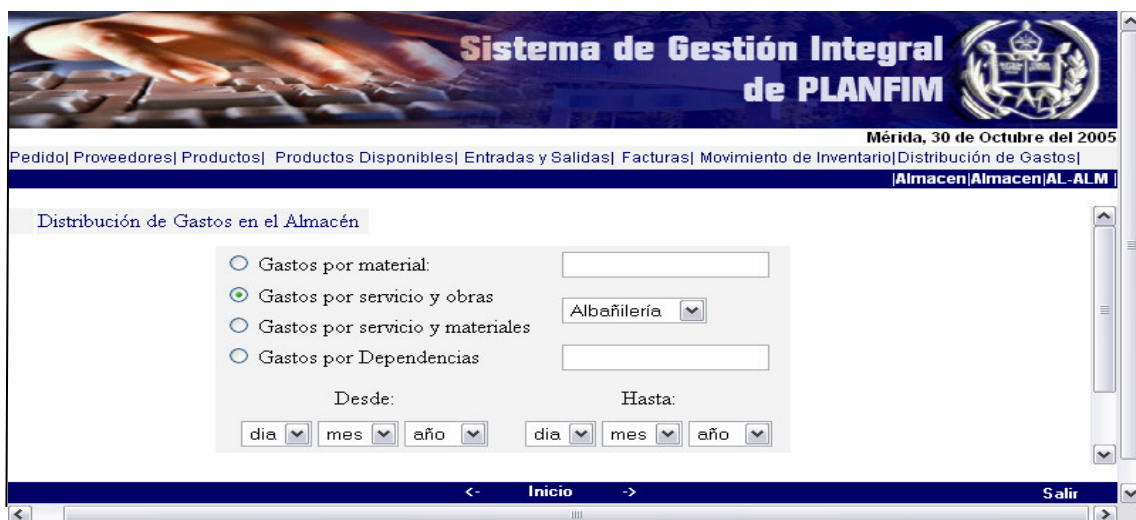 Sistema de Gestión Integral
de PLANFIM
Mérida, 30 de Octubre del 2005
Pedido| Proveedores| Productos| Productos Disponibles| Entradas y Salidas| Facturas| Movimiento de Inventario|Distribución de Gastos|
|Almacen|Almacen|AL-ALM |
Distribución de Gastos en el Almacén
Gastos por material:
Gastos por servicio y obras
Albañilería
Gastos por servicio y materiales
Gastos por Dependencias
Desde: Hasta:
dia mes año dia mes año
<- Inicio -> Salir